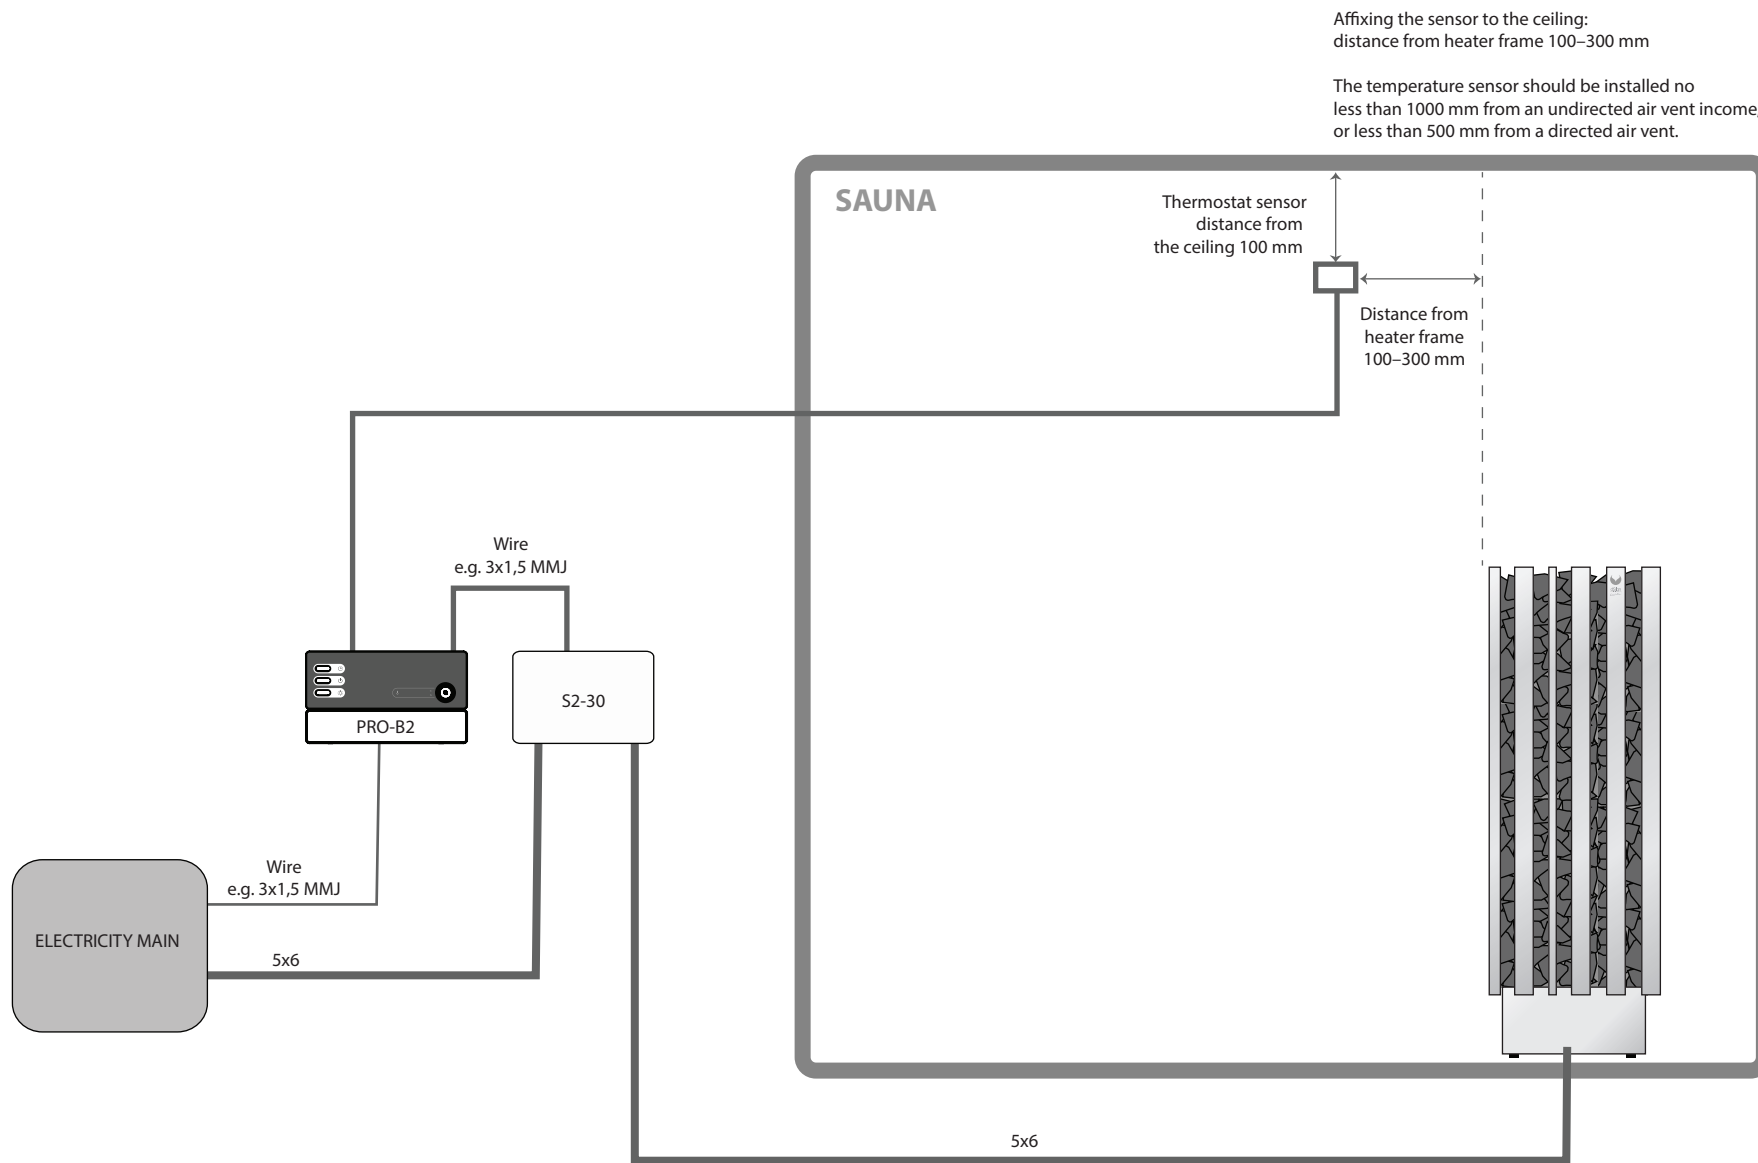 Affixing the sensor to the ceiling:
distance from heater frame 100–300 mm
The temperature sensor should be installed no
less than 1000 mm from an undirected air vent income,
or less than 500 mm from a directed air vent.
SAUNA
Thermostat sensor
distance from
the ceiling 100 mm
Distance from
heater frame
100–300 mm
Wire
e.g. 3x1,5 MMJ
PRO-B2
S2-30
Wire
e.g. 3x1,5 MMJ
ELECTRICITY MAIN
5x6
5x6